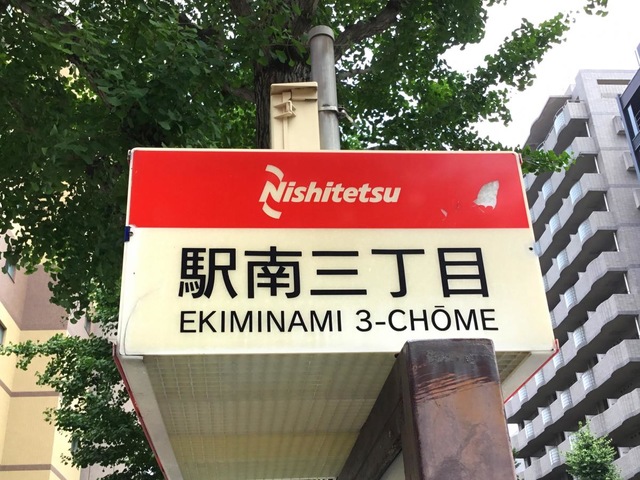 Nishitetsu
駅南三丁目
EKIMINAMI 3-CHŌME